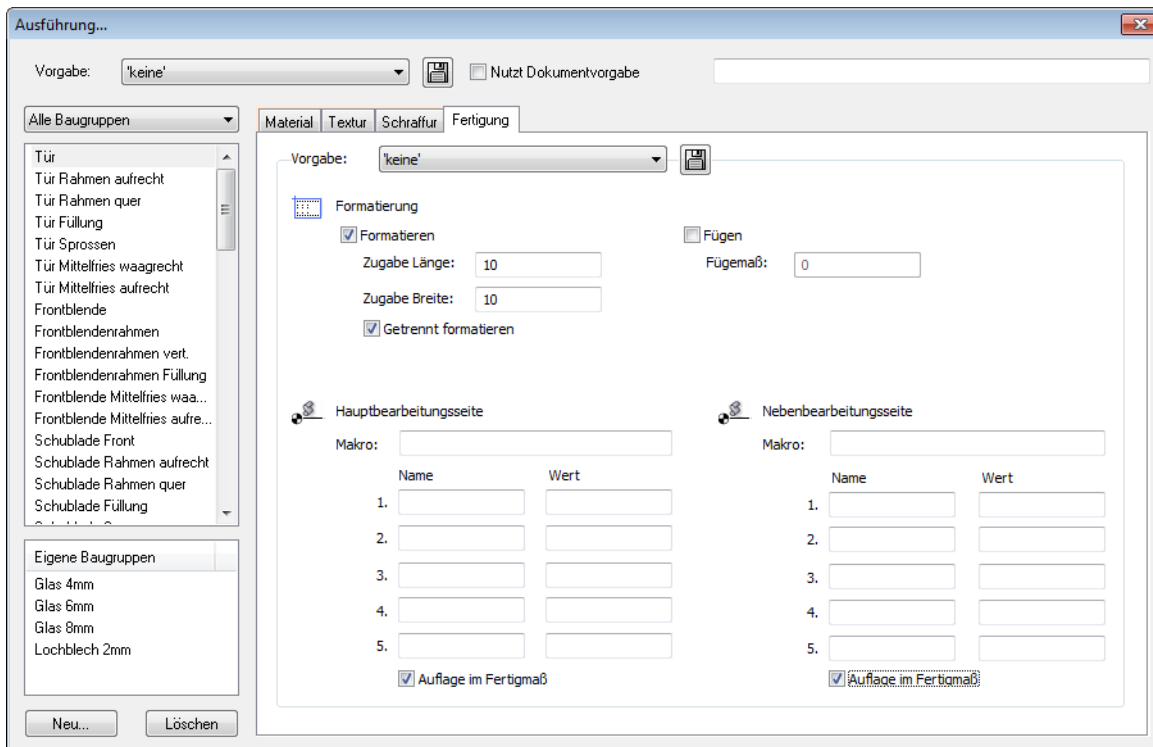 Ausführung...
Vorgabe: 'keine' Nutzt Dokumentvorgabe
Alle Baugruppen
Material Textur Schraffur Fertigung
Tür
Tür Rahmen aufrecht
Tür Rahmen quer
Tür Füllung
Tür Sprossen
Tür Mittelfries waagrecht
Tür Mittelfries aufrecht
Frontblende
Frontblendenrahmen
Frontblendenrahmen vert.
Frontblendenrahmen Füllung
Frontblende Mittelfries waa...
Frontblende Mittelfries aufre...
Schublade Front
Schublade Rahmen aufrecht
Schublade Rahmen quer
Schublade Füllung
Eigene Baugruppen
Glas 4mm
Glas 6mm
Glas 8mm
Lochblech 2mm
Neu... Löschen
Vorgabe: 'keine'
Formatierung
Formatieren Fügen
Zugabe Länge: 10 Fügemaß: 0
Zugabe Breite: 10
Getrennt formatieren
Hauptbearbeitungsseite
Makro:
Name Wert
1.
2.
3.
4.
5.
Auflage im Fertigmaß
Nebenbearbeitungsseite
Makro:
Name Wert
1.
2.
3.
4.
5.
Auflage im Fertigmaß